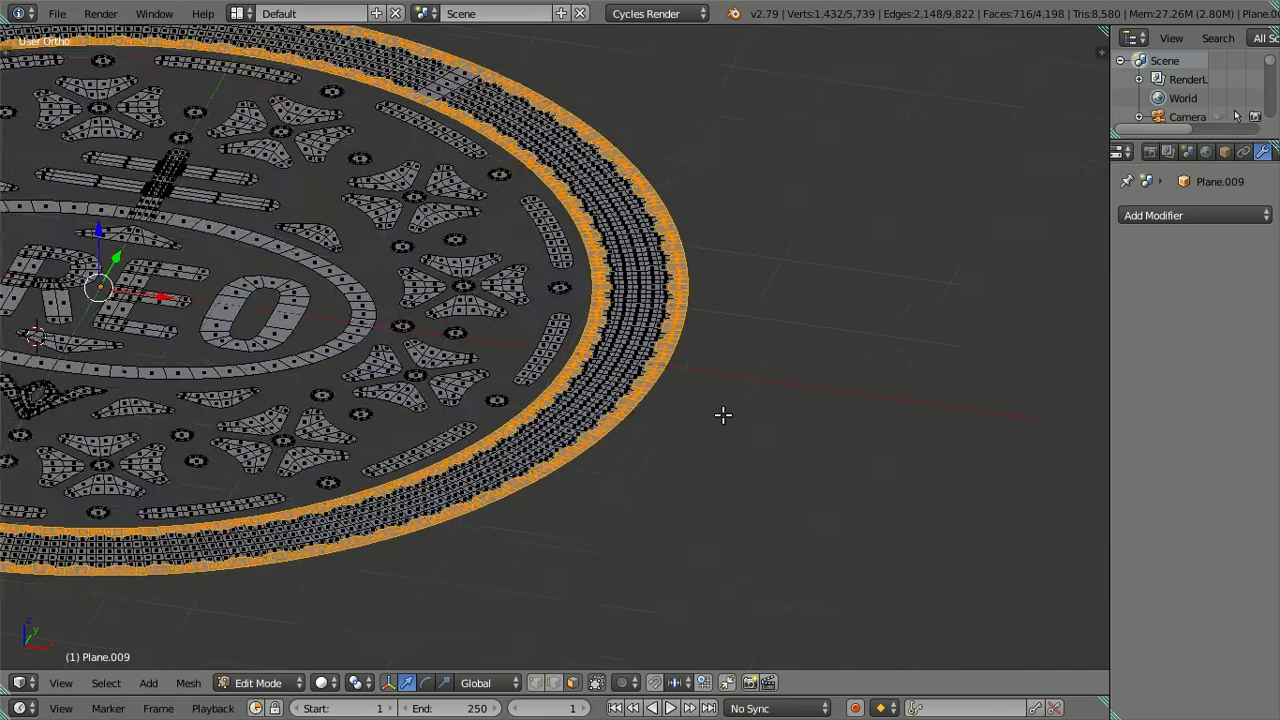 File Render Window Help Default Scene Cycles Render v2.79 | Verts:1,432/5,739 | Edges:2,148/9,822 | Faces:716/4,198 | Tris:8,580 | Mem:27.26M (2.80M) | Plane.0
User Ortho
View Search All Sc
Scene
RenderL
World
Camera
Plane.009
Add Modifier
REO
z
y
x
(1) Plane.009
View Select Add Mesh Edit Mode Global
View Marker Frame Playback Start: 1 End: 250 1 No Sync